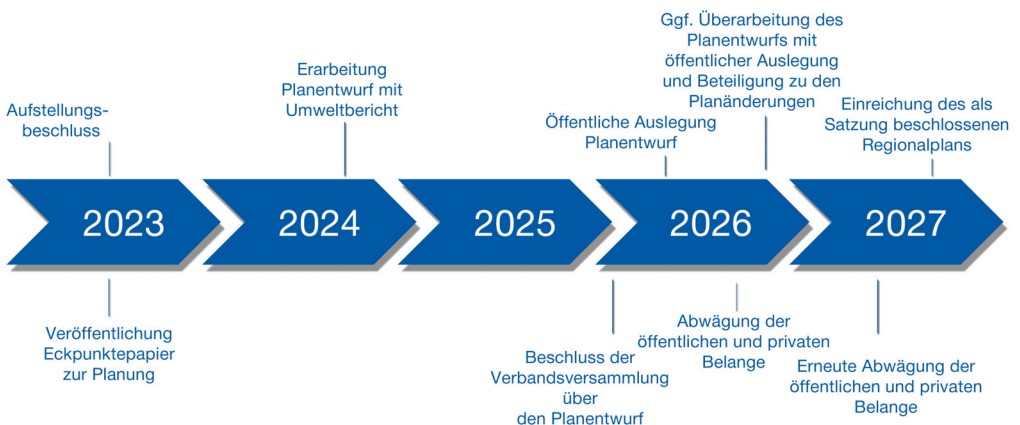 Aufstellungs-
beschluss
Erarbeitung
Planentwurf mit
Umweltbericht
Öffentliche Auslegung
Planentwurf
Ggf. Überarbeitung des
Planentwurfs mit
öffentlicher Auslegung
und Beteiligung zu den
Planänderungen
Einreichung des als
Satzung beschlossenen
Regionalplans
2023
2024
2025
2026
2027
Veröffentlichung
Eckpunktepapier
zur Planung
Beschluss der
Verbandsversammlung
über
den Planentwurf
Abwägung der
öffentlichen und privaten
Belange
Erneute Abwägung der
öffentlichen und privaten
Belange